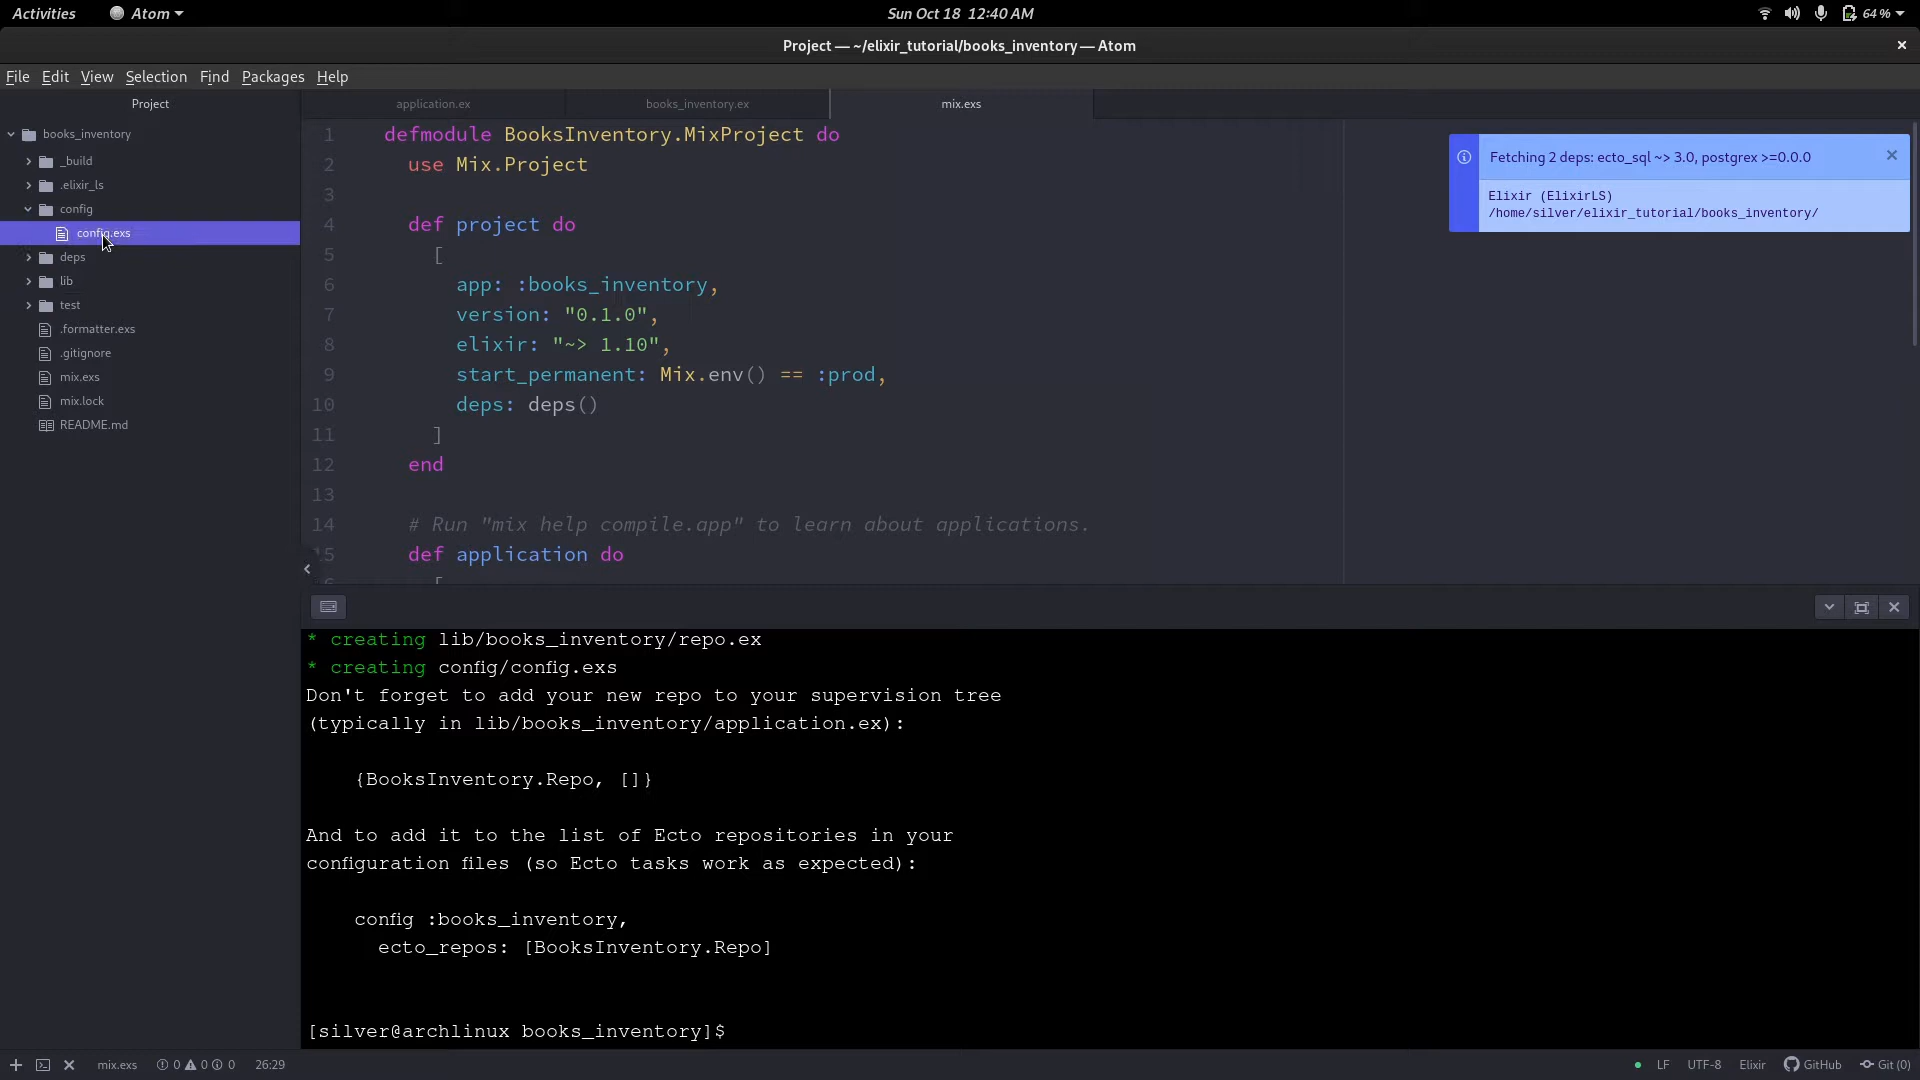 Activities
Atom
Sun Oct 18 12:40 AM
64 %
Project — ~/elixir_tutorial/books_inventory — Atom
File Edit View Selection Find Packages Help
Project
books_inventory
_build
.elixir_ls
config
config.exs
deps
lib
test
.formatter.exs
.gitignore
mix.exs
mix.lock
README.md
application.ex
books_inventory.ex
mix.exs
1 defmodule BooksInventory.MixProject do
2 use Mix.Project
3
4 def project do
5 [
6 app: :books_inventory,
7 version: "0.1.0",
8 elixir: "~> 1.10",
9 start_permanent: Mix.env() == :prod,
10 deps: deps()
11 ]
12 end
13
14 # Run "mix help compile.app" to learn about applications.
15 def application do
Fetching 2 deps: ecto_sql ~> 3.0, postgrex >=0.0.0
Elixir (ElixirLS)
/home/silver/elixir_tutorial/books_inventory/
* creating lib/books_inventory/repo.ex
* creating config/config.exs
Don't forget to add your new repo to your supervision tree
(typically in lib/books_inventory/application.ex):
{BooksInventory.Repo, []}
And to add it to the list of Ecto repositories in your
configuration files (so Ecto tasks work as expected):
config :books_inventory,
ecto_repos: [BooksInventory.Repo]
[silver@archlinux books_inventory]$
mix.exs 0 0 0 26:29
LF UTF-8 Elixir GitHub Git (0)